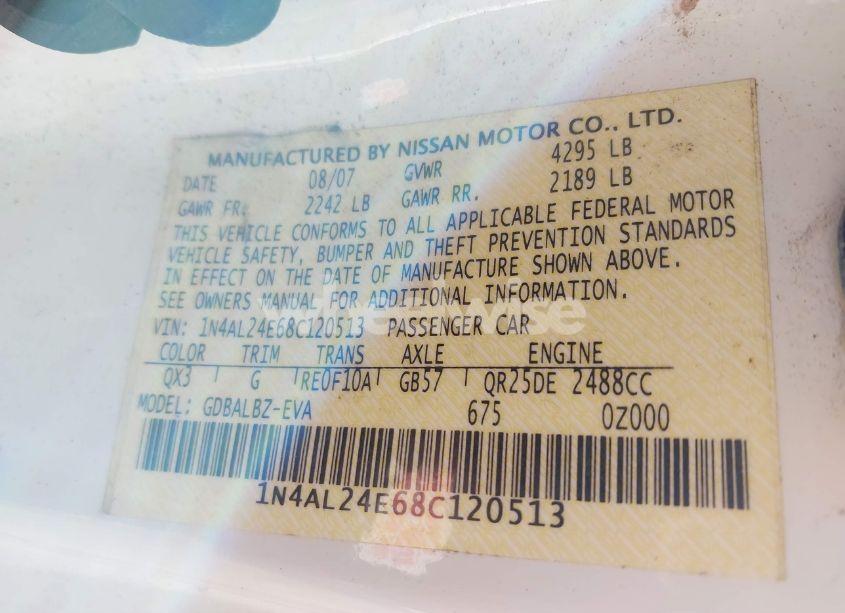 MANUFACTURED BY NISSAN MOTOR CO., LTD.
DATE 08/07 GVWR 4295 LB
GAWR FR: 2242 LB GAWR RR. 2189 LB
THIS VEHICLE CONFORMS TO ALL APPLICABLE FEDERAL MOTOR
VEHICLE SAFETY, BUMPER AND THEFT PREVENTION STANDARDS
IN EFFECT ON THE DATE OF MANUFACTURE SHOWN ABOVE.
SEE OWNERS MANUAL FOR ADDITIONAL INFORMATION.
VIN: 1N4AL24E68C120513 PASSENGER CAR
COLOR TRIM TRANS AXLE ENGINE
QX3 G RE0F10A GB57 QR25DE 2488CC
MODEL: GDBALBZ-EVA 675 0Z000
1N4AL24E68C120513